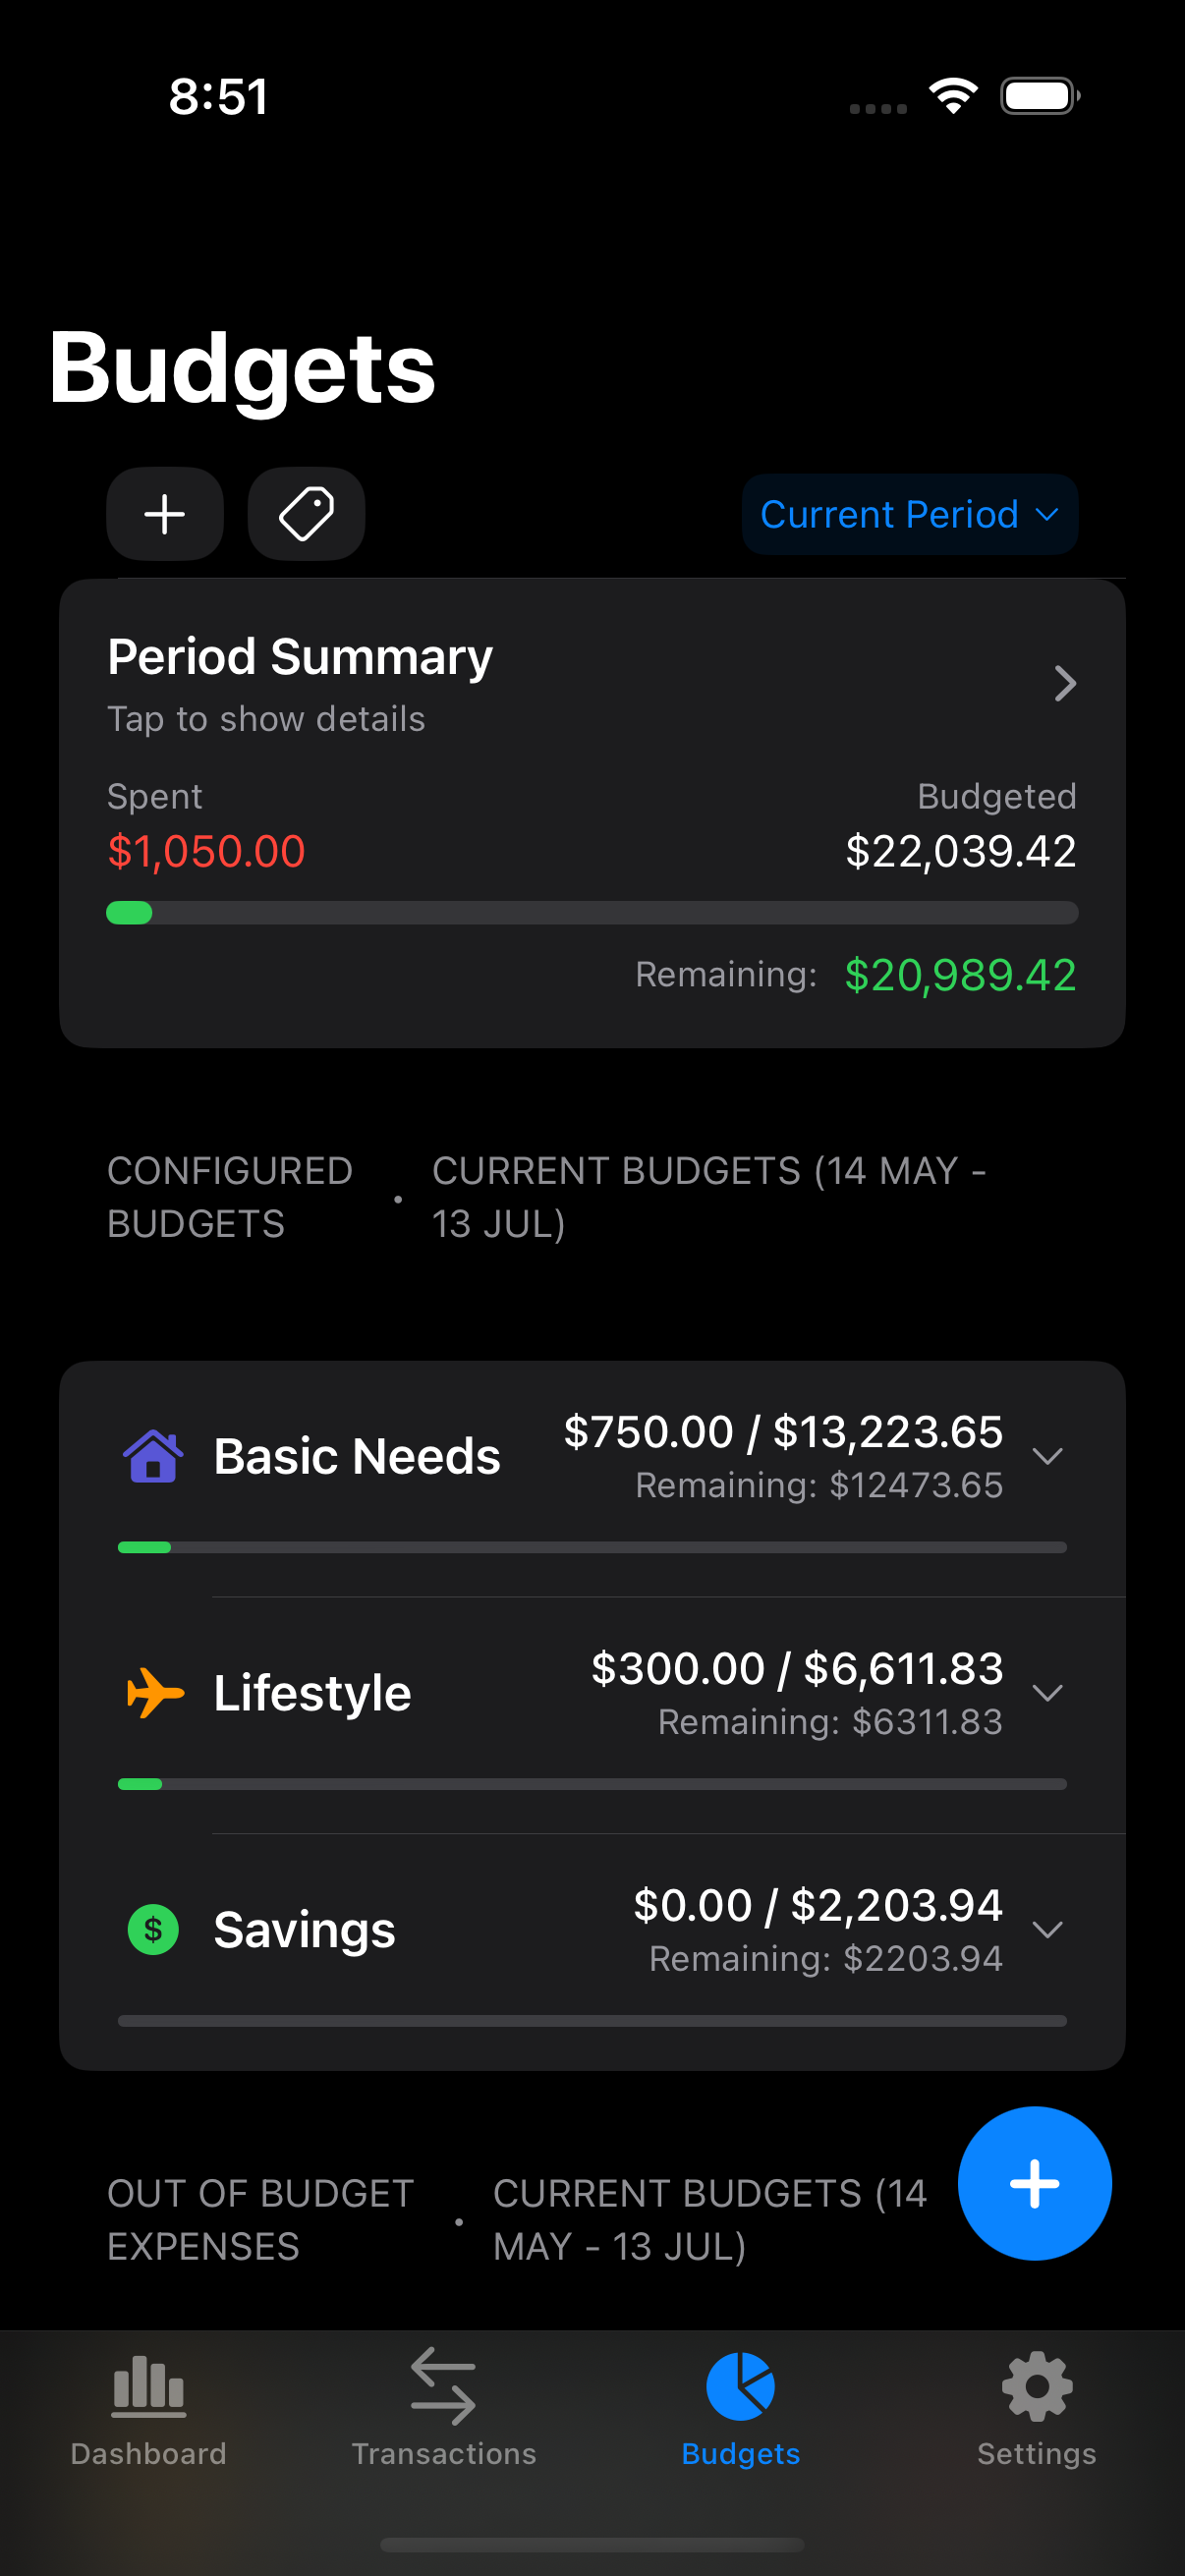 8:51
Budgets
Current Period
Period Summary
Tap to show details
Spent
Budgeted
$1,050.00
$22,039.42
Remaining: $20,989.42
CONFIGURED
BUDGETS
•
CURRENT BUDGETS (14 MAY -
13 JUL)
Basic Needs
$750.00 / $13,223.65
Remaining: $12473.65
Lifestyle
$300.00 / $6,611.83
Remaining: $6311.83
$
Savings
$0.00 / $2,203.94
Remaining: $2203.94
OUT OF BUDGET
EXPENSES
•
CURRENT BUDGETS (14
MAY - 13 JUL)
Dashboard
Transactions
Budgets
Settings